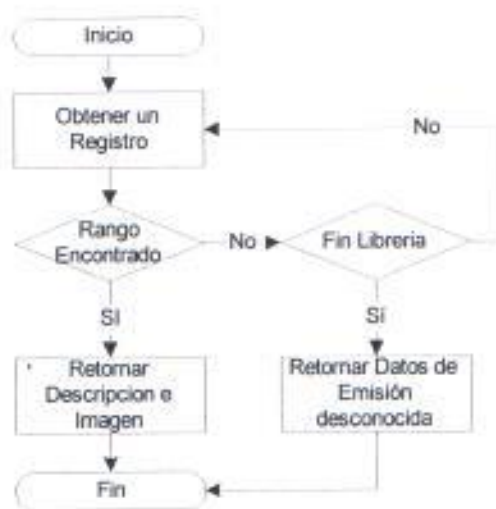 Inicio
Obtener un
Registro
No
Rango
Encontrado
No
Fin Libreria
SI
Sí
Retornar
Descripcion e
Imagen
Retornar Datos de
Emisión
desconocida
Fin